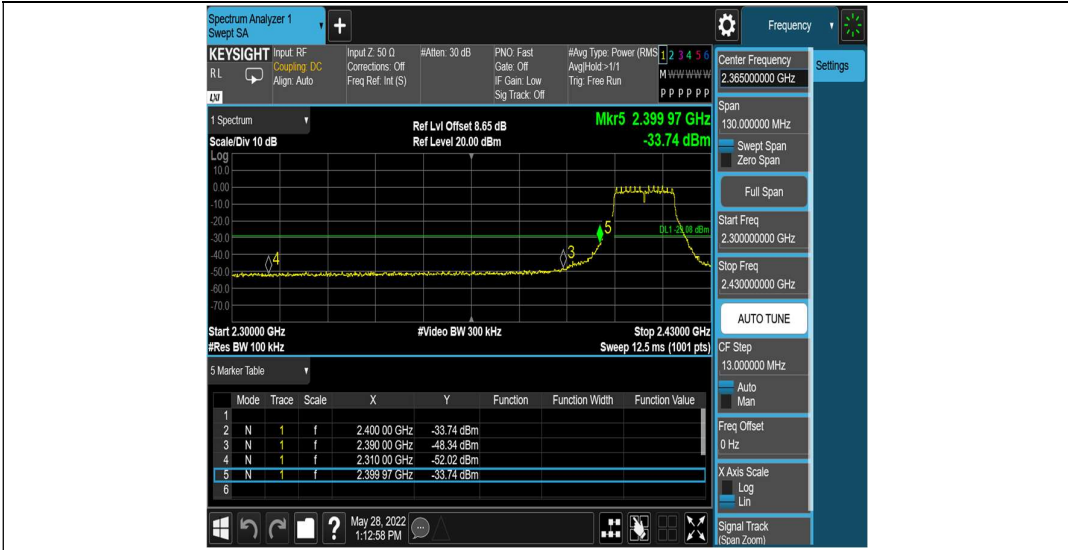 Spectrum Analyzer 1
Swept SA
Frequency
KEYSIGHT
RL
LXI
Input: RF
Coupling: DC
Align: Auto
Input Z: 50 Ω
Corrections: Off
Freq Ref: Int (S)
#Atten: 30 dB
PNO: Fast
Gate: Off
IF Gain: Low
Sig Track: Off
#Avg Type: Power (RMS
Avg|Hold:>1/1
Trig: Free Run
1 2 3 4 5 6
M W W W W W
P P P P P P
1 Spectrum
Scale/Div 10 dB
Ref Lvl Offset 8.65 dB
Ref Level 20.00 dBm
Mkr5 2.399 97 GHz
-33.74 dBm
Log
10.0
0.00
-10.0
-20.0
-30.0
-40.0
-50.0
-60.0
-70.0
4
3
5
DL1 -29.08 dBm
Start 2.30000 GHz
#Video BW 300 kHz
Stop 2.43000 GHz
#Res BW 100 kHz
Sweep 12.5 ms (1001 pts)
5 Marker Table
Mode Trace Scale X Y Function Function Width Function Value
1
2 N 1 f 2.400 00 GHz -33.74 dBm
3 N 1 f 2.390 00 GHz -48.34 dBm
4 N 1 f 2.310 00 GHz -52.02 dBm
5 N 1 f 2.399 97 GHz -33.74 dBm
6
May 28, 2022
1:12:58 PM
Center Frequency
2.365000000 GHz
Settings
Span
130.000000 MHz
Swept Span
Zero Span
Full Span
Start Freq
2.300000000 GHz
Stop Freq
2.430000000 GHz
AUTO TUNE
CF Step
13.000000 MHz
Auto
Man
Freq Offset
0 Hz
X Axis Scale
Log
Lin
Signal Track
(Span Zoom)